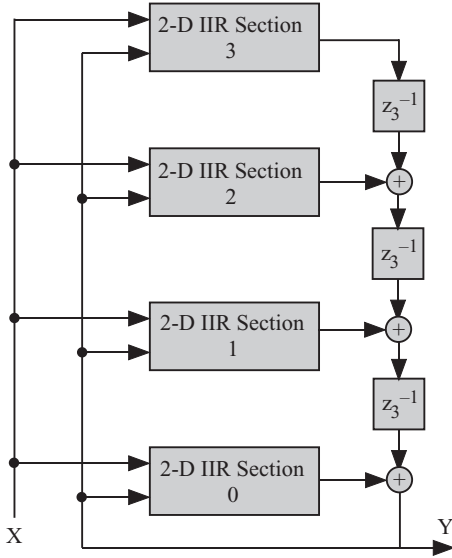 2-D IIR Section
3
z₃⁻¹
2-D IIR Section
2
+
z₃⁻¹
2-D IIR Section
1
+
z₃⁻¹
2-D IIR Section
0
+
X
Y